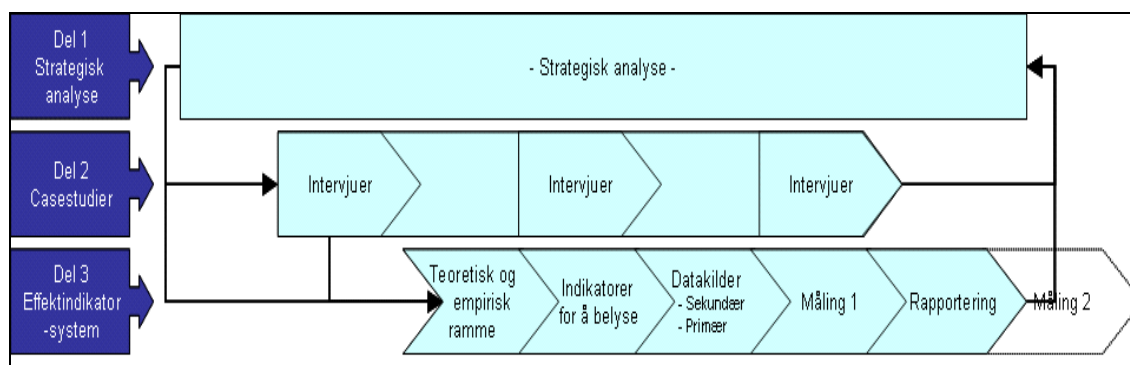 Del 1
Strategisk
analyse
- Strategisk analyse -
Del 2
Casestudier
Intervjuer
Intervjuer
Intervjuer
Del 3
Effektindikator
-system
Teoretisk og
empirisk
ramme
Indikatorer
for å belyse
Datakilder
- Sekundær
- Primær
Måling 1
Rapportering
Måling 2